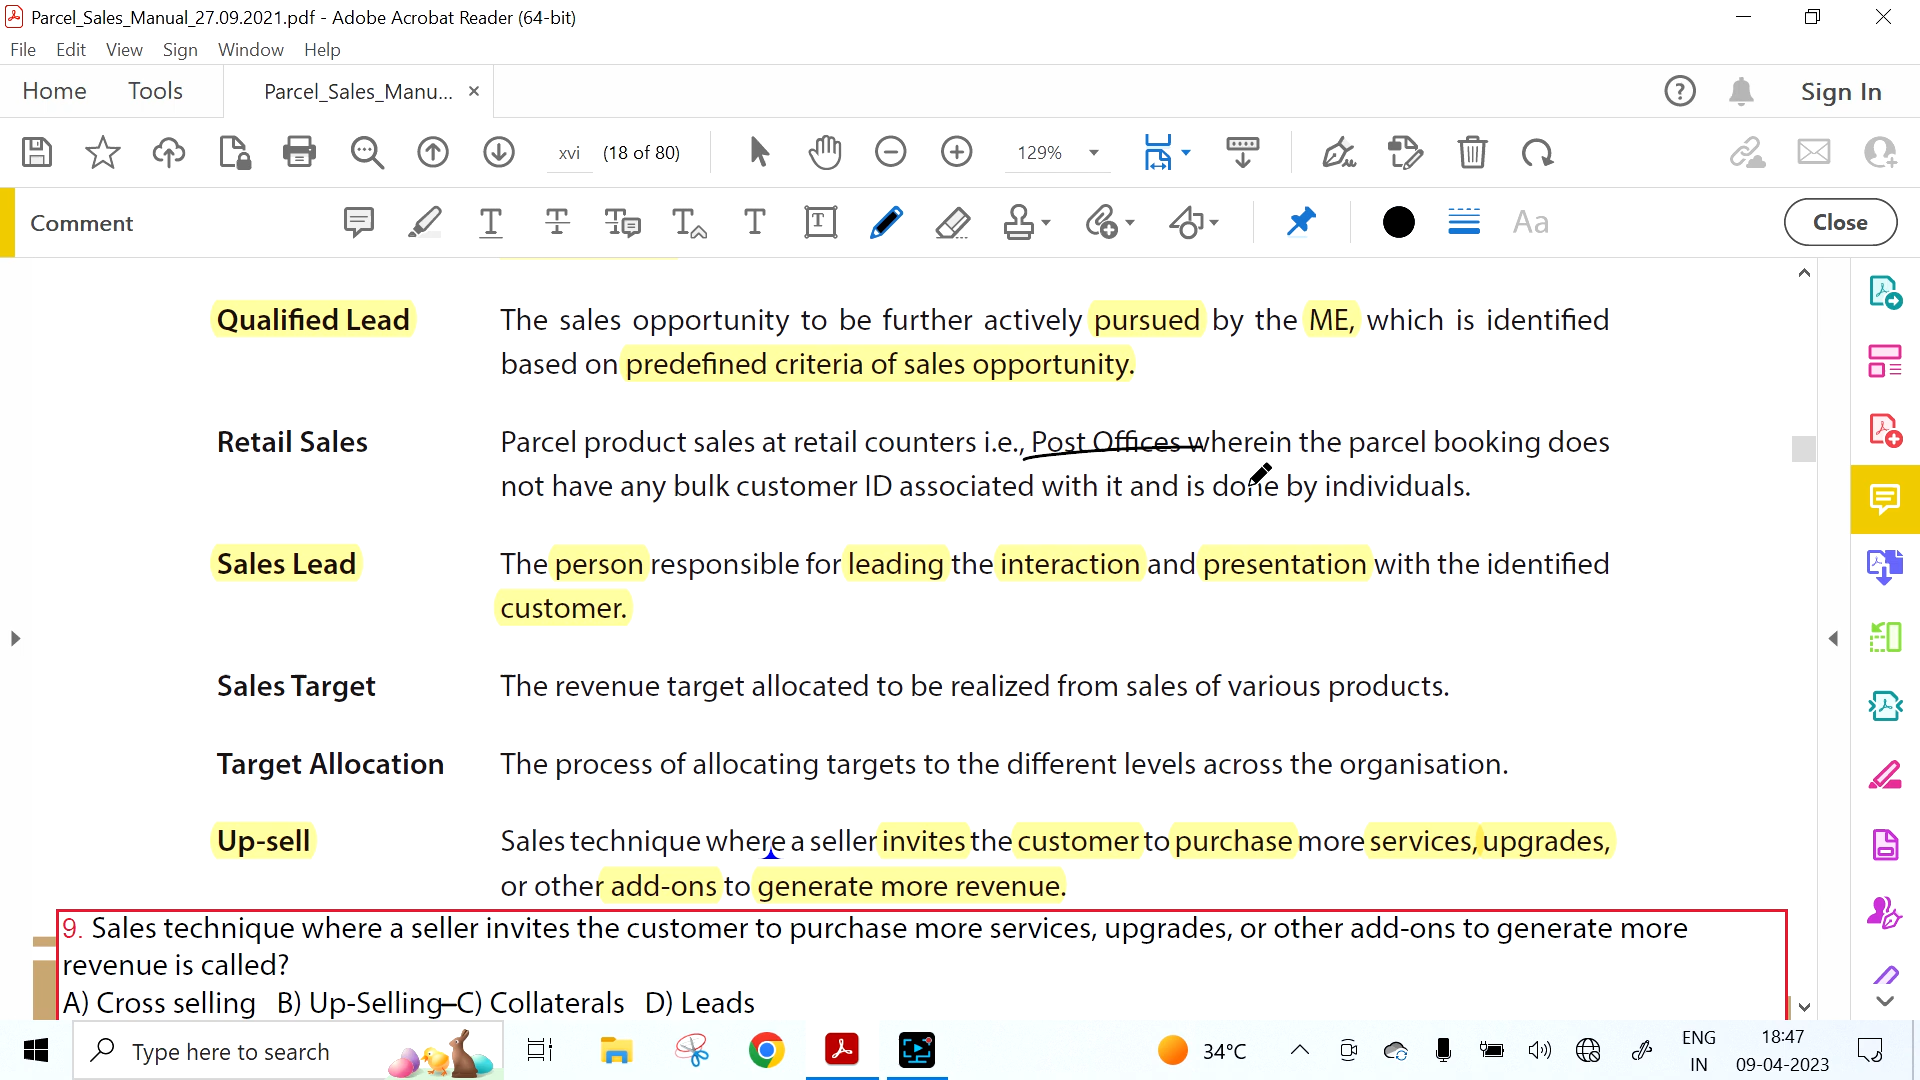 Parcel_Sales_Manual_27.09.2021.pdf - Adobe Acrobat Reader (64-bit)
File Edit View Sign Window Help
Home Tools Parcel_Sales_Manu... × Sign In
xvi (18 of 80) 129%
Comment Aa Close
Qualified Lead The sales opportunity to be further actively pursued by the ME, which is identified
based on predefined criteria of sales opportunity.
Retail Sales Parcel product sales at retail counters i.e., Post Offices wherein the parcel booking does
not have any bulk customer ID associated with it and is done by individuals.
Sales Lead The person responsible for leading the interaction and presentation with the identified
customer.
Sales Target The revenue target allocated to be realized from sales of various products.
Target Allocation The process of allocating targets to the different levels across the organisation.
Up-sell Sales technique where a seller invites the customer to purchase more services, upgrades,
or other add-ons to generate more revenue.
9. Sales technique where a seller invites the customer to purchase more services, upgrades, or other add-ons to generate more
revenue is called?
A) Cross selling B) Up-Selling C) Collaterals D) Leads
Type here to search 34°C ENG 18:47
IN 09-04-2023